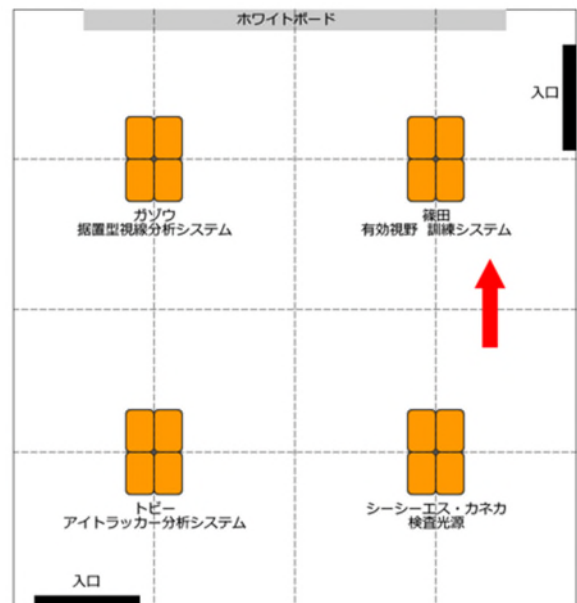 ホワイトボード
入口
ガゾウ
据置型視線分析システム
篠田
有効視野 訓練システム
トビー
アイトラッカー分析システム
シーシーエス・カネカ
検査光源
入口